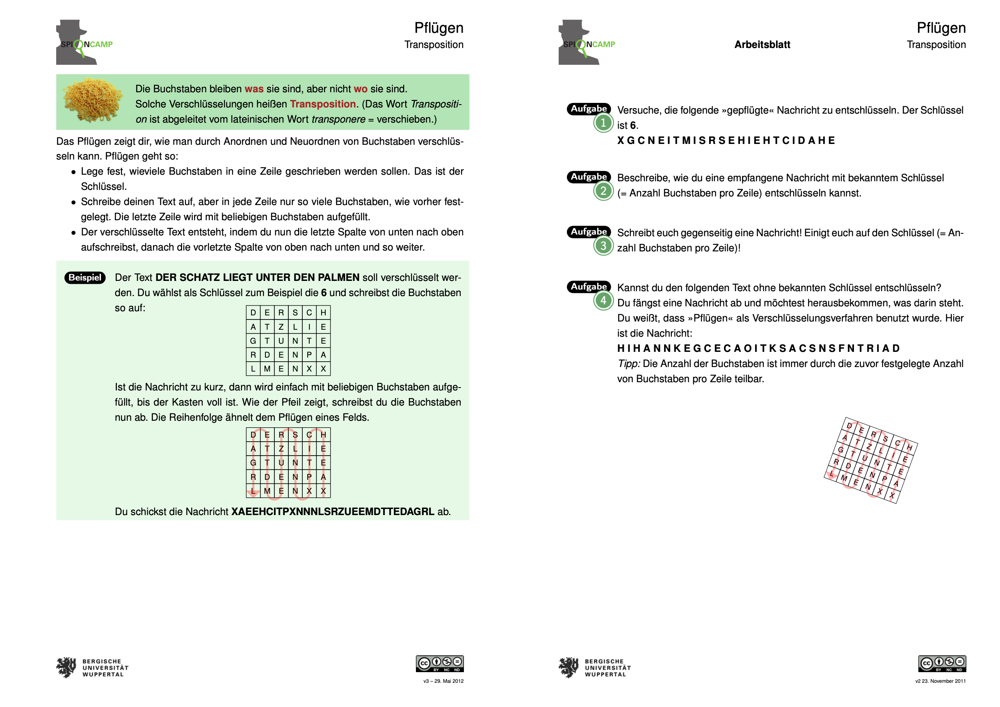 SPIONCAMP
Pflügen
Transposition
Die Buchstaben bleiben was sie sind, aber nicht wo sie sind.
Solche Verschlüsselungen heißen Transposition. (Das Wort Transpositi-
on ist abgeleitet vom lateinischen Wort transponere = verschieben.)
Das Pflügen zeigt dir, wie man durch Anordnen und Neuordnen von Buchstaben verschlüs-
seln kann. Pflügen geht so:
• Lege fest, wieviele Buchstaben in eine Zeile geschrieben werden sollen. Das ist der
Schlüssel.
• Schreibe deinen Text auf, aber in jede Zeile nur so viele Buchstaben, wie vorher fest-
gelegt. Die letzte Zeile wird mit beliebigen Buchstaben aufgefüllt.
• Der verschlüsselte Text entsteht, indem du nun die letzte Spalte von unten nach oben
aufschreibst, danach die vorletzte Spalte von oben nach unten und so weiter.
Beispiel
Der Text DER SCHATZ LIEGT UNTER DEN PALMEN soll verschlüsselt wer-
den. Du wählst als Schlüssel zum Beispiel die 6 und schreibst die Buchstaben
so auf:
D E R S C H
A T Z L I E
G T U N T E
R D E N P A
L M E N X X
Ist die Nachricht zu kurz, dann wird einfach mit beliebigen Buchstaben aufge-
füllt, bis der Kasten voll ist. Wie der Pfeil zeigt, schreibst du die Buchstaben
nun ab. Die Reihenfolge ähnelt dem Pflügen eines Felds.
D E R S C H
A T Z L I E
G T U N T E
R D E N P A
L M E N X X
Du schickst die Nachricht XAEEHCITPXNNNLSRZUEEMDTTEDAGRL ab.
BERGISCHE
UNIVERSITÄT
WUPPERTAL
cc BY NC ND
v3 – 29. Mai 2012
SPIONCAMP
Arbeitsblatt
Pflügen
Transposition
Aufgabe 1
Versuche, die folgende »gepflügte« Nachricht zu entschlüsseln. Der Schlüssel
ist 6.
X G C N E I T M I S R S E H I E H T C I D A H E
Aufgabe 2
Beschreibe, wie du eine empfangene Nachricht mit bekanntem Schlüssel
(= Anzahl Buchstaben pro Zeile) entschlüsseln kannst.
Aufgabe 3
Schreibt euch gegenseitig eine Nachricht! Einigt euch auf den Schlüssel (= An-
zahl Buchstaben pro Zeile)!
Aufgabe 4
Kannst du den folgenden Text ohne bekannten Schlüssel entschlüsseln?
Du fängst eine Nachricht ab und möchtest herausbekommen, was darin steht.
Du weißt, dass »Pflügen« als Verschlüsselungsverfahren benutzt wurde. Hier
ist die Nachricht:
H I H A N N K E G C E C A O I T K S A C S N S F N T R I A D
Tipp: Die Anzahl der Buchstaben ist immer durch die zuvor festgelegte Anzahl
von Buchstaben pro Zeile teilbar.
D E R S C H
A T Z L I E
G T U N T E
R D E N P A
L M E N X X
BERGISCHE
UNIVERSITÄT
WUPPERTAL
cc BY NC ND
v2 23. November 2011